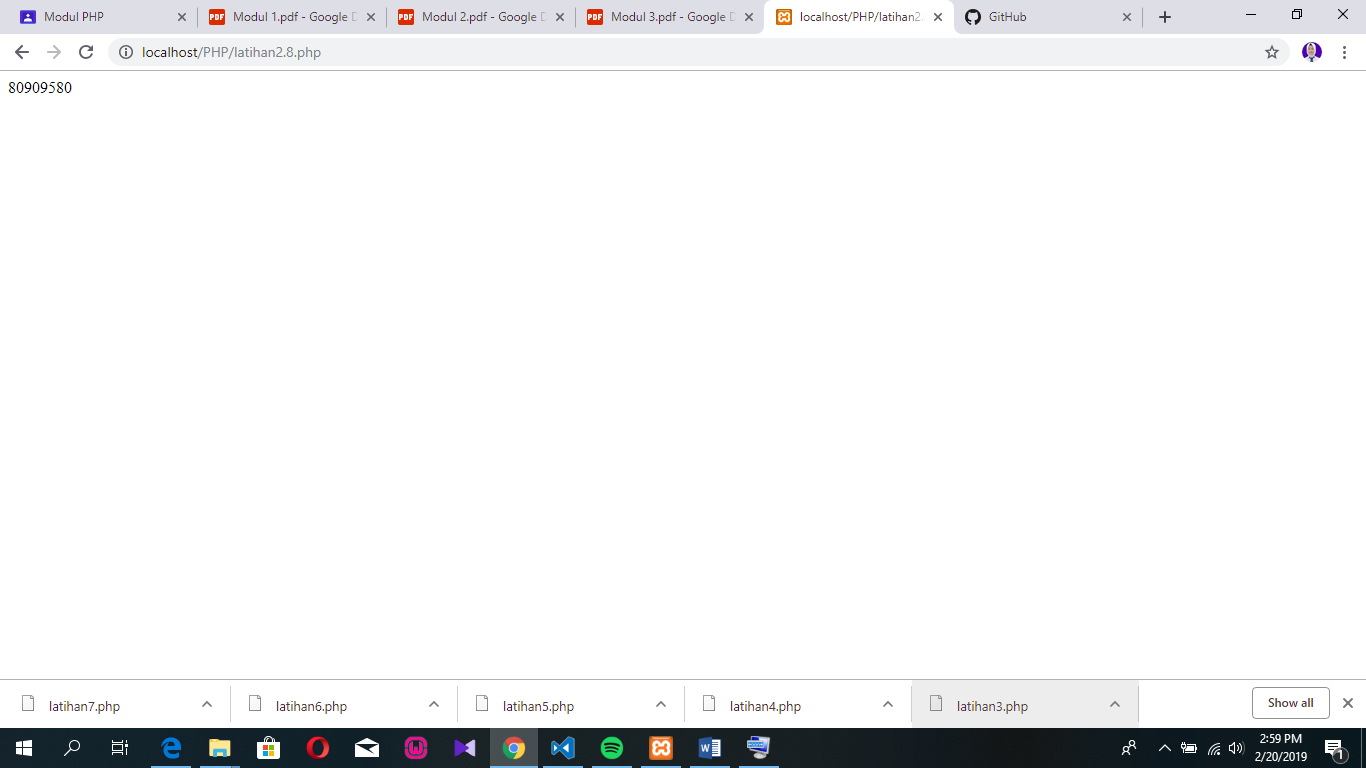 Modul PHP
Modul 1.pdf - Google D
Modul 2.pdf - Google D
Modul 3.pdf - Google D
localhost/PHP/latihan2.
GitHub
localhost/PHP/latihan2.8.php
80909580
latihan7.php
latihan6.php
latihan5.php
latihan4.php
latihan3.php
Show all
2:59 PM
2/20/2019
1